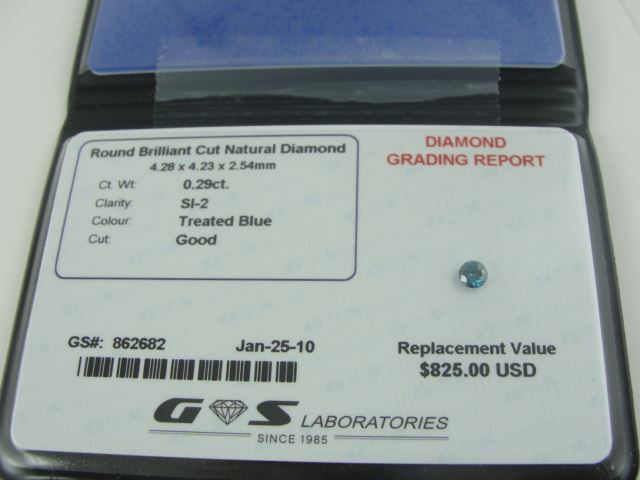 Round Brilliant Cut Natural Diamond
4.28 x 4.23 x 2.54mm
Ct. Wt: 0.29ct.
Clarity: SI-2
Colour: Treated Blue
Cut: Good
DIAMOND
GRADING REPORT
GS#: 862682 Jan-25-10
Replacement Value
$825.00 USD
G S LABORATORIES
SINCE 1985